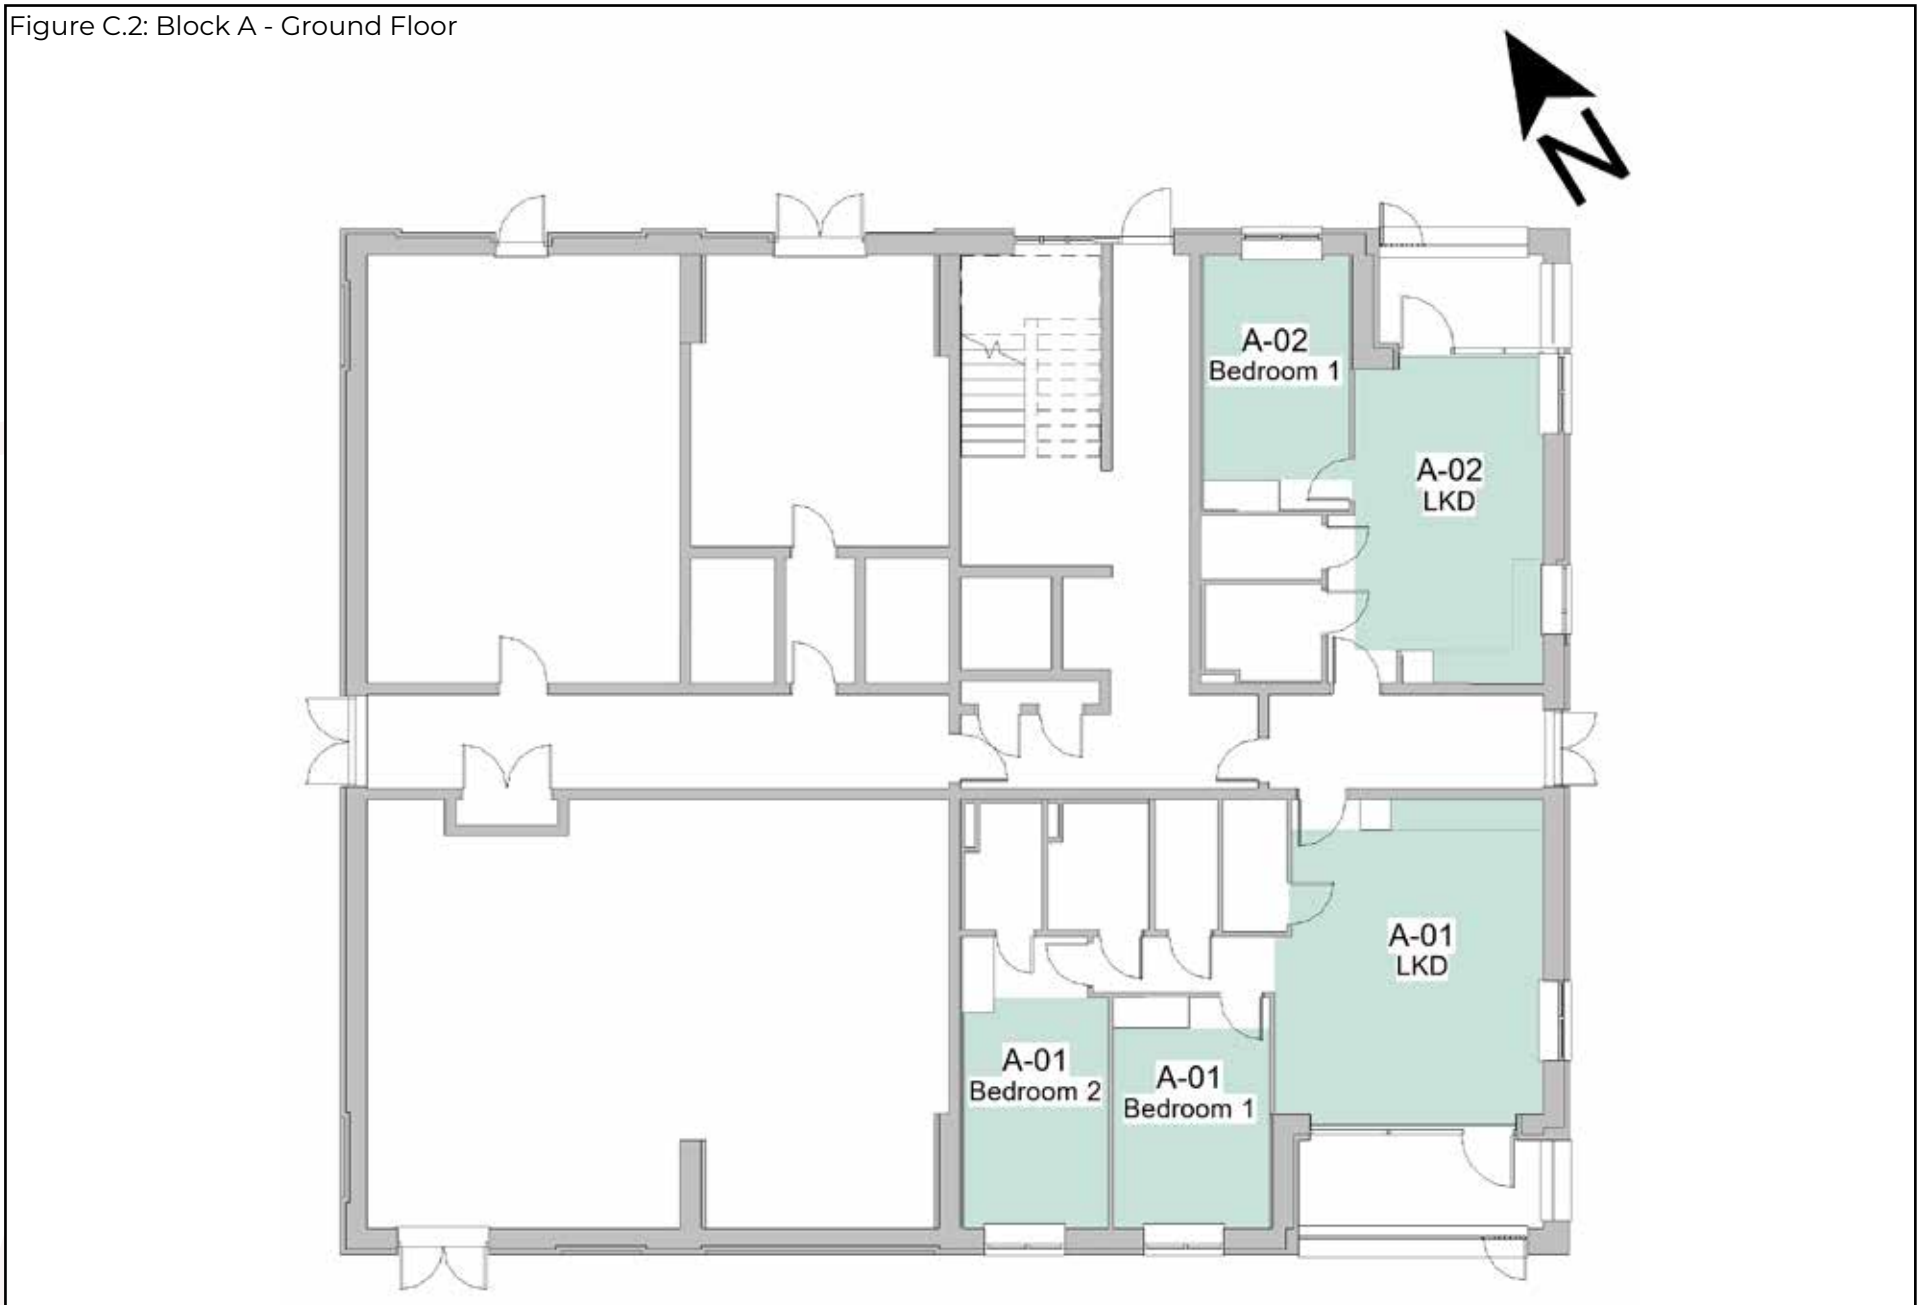 Figure C.2: Block A - Ground Floor
N
A-02
Bedroom 1
A-02
LKD
A-01
LKD
A-01
Bedroom 2
A-01
Bedroom 1